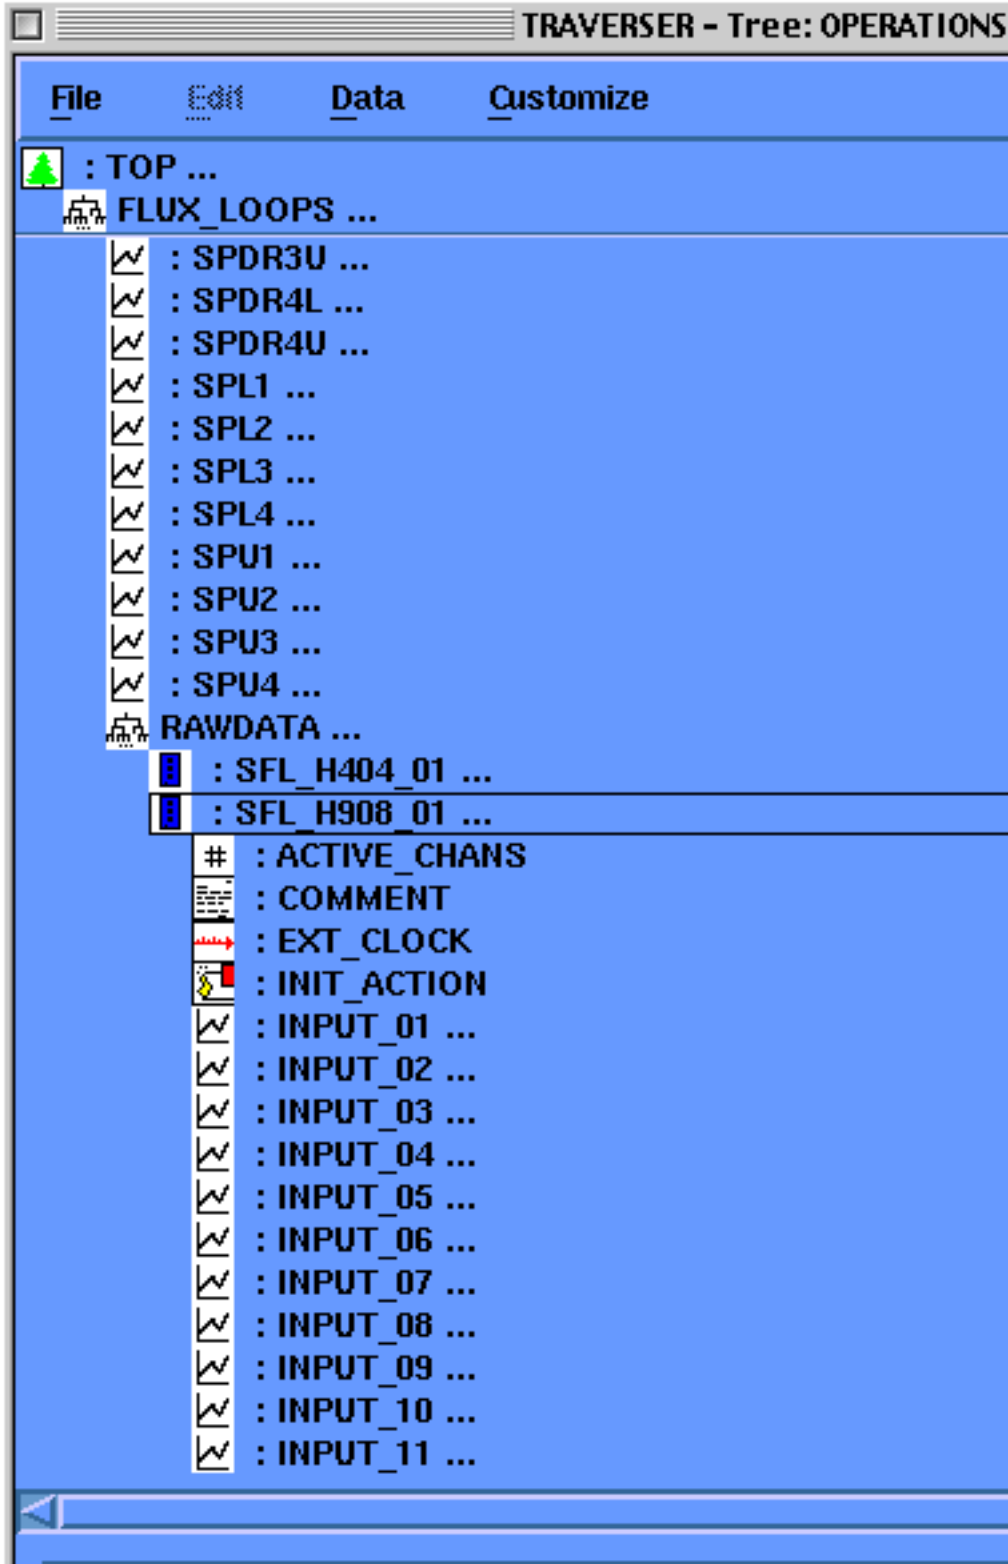 TRAVERSER - Tree: OPERATIONS
File Edit Data Customize
: TOP ...
FLUX_LOOPS ...
: SPDR3U ...
: SPDR4L ...
: SPDR4U ...
: SPL1 ...
: SPL2 ...
: SPL3 ...
: SPL4 ...
: SPU1 ...
: SPU2 ...
: SPU3 ...
: SPU4 ...
RAWDATA ...
: SFL_H404_01 ...
: SFL_H908_01 ...
# : ACTIVE_CHANS
: COMMENT
: EXT_CLOCK
: INIT_ACTION
: INPUT_01 ...
: INPUT_02 ...
: INPUT_03 ...
: INPUT_04 ...
: INPUT_05 ...
: INPUT_06 ...
: INPUT_07 ...
: INPUT_08 ...
: INPUT_09 ...
: INPUT_10 ...
: INPUT_11 ...